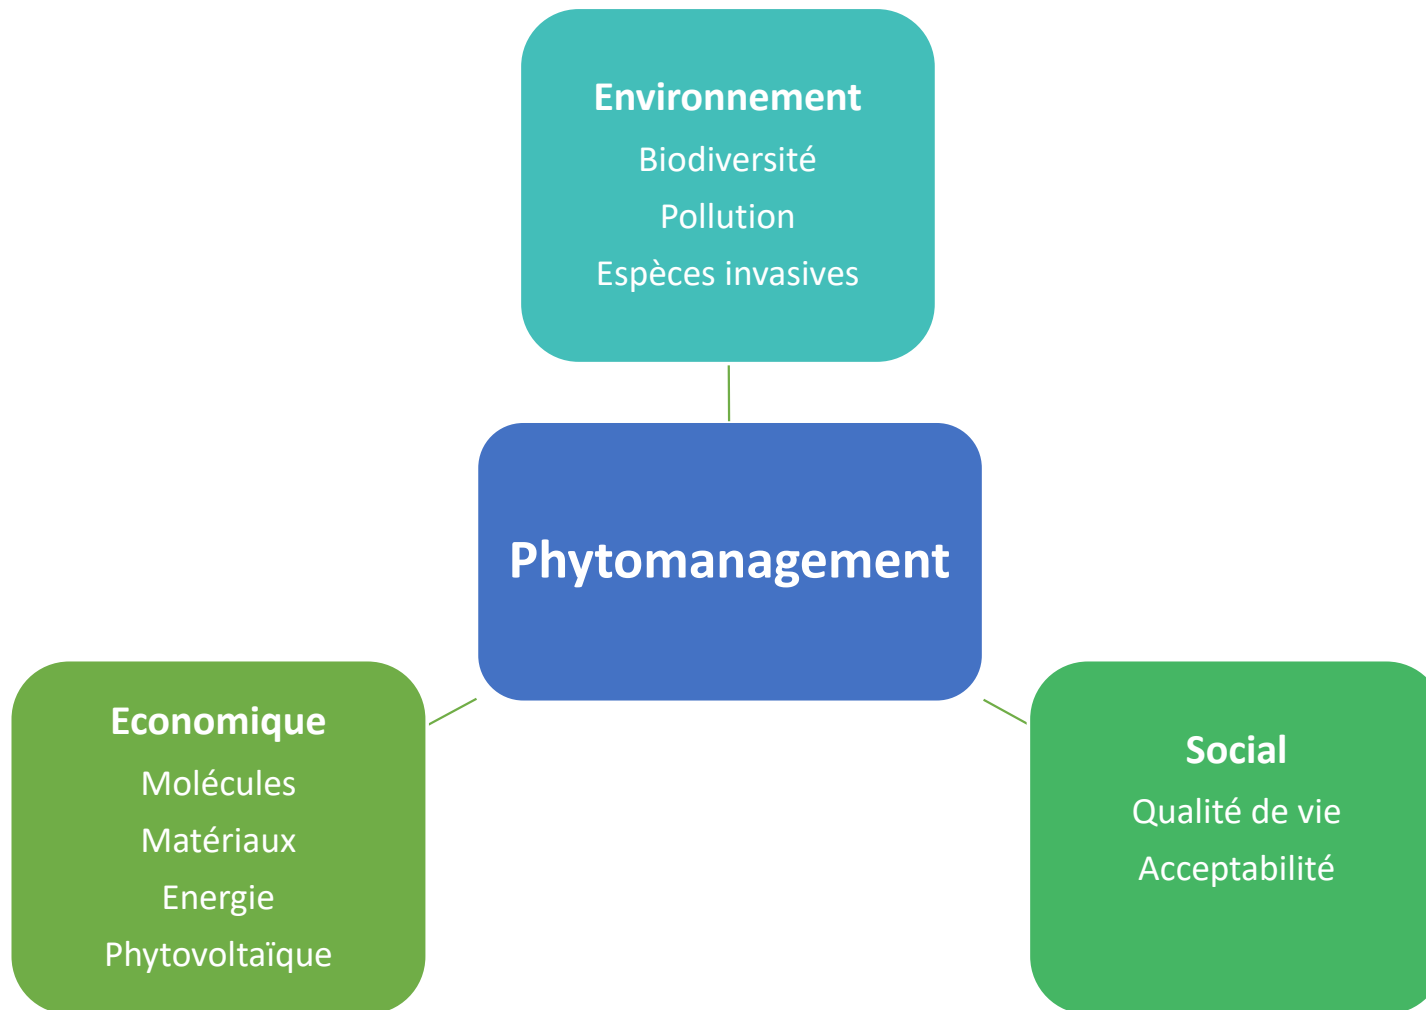 Environnement
Biodiversité
Pollution
Espèces invasives
Phytomanagement
Economique
Molécules
Matériaux
Energie
Phytovoltaïque
Social
Qualité de vie
Acceptabilité